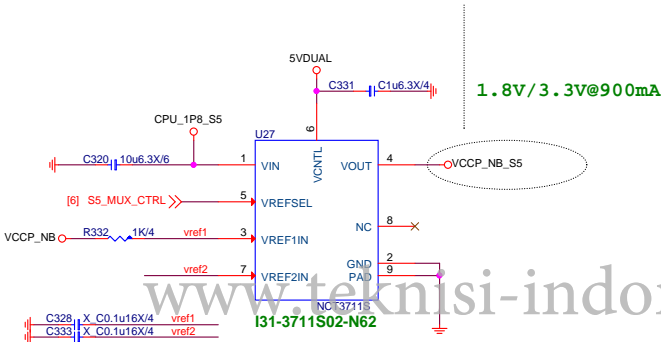 5VDUAL
C331 C1u6.3X/4
1.8V/3.3V@900mA
CPU_1P8_S5
U27
6
C320 10u6.3X/6
1 VIN
VCNTL
VOUT 4
VCCP_NB_S5
[6] S5_MUX_CTRL
5 VREFSEL
VCCP_NB
R332 1K/4 vref1
3 VREF1IN
NC 8
vref2
7 VREF2IN
GND 2
PAD 9
NCT3711S
I31-3711S02-N62
www.teknisi-indo
C328 X_C0.1u16X/4 vref1
C333 X_C0.1u16X/4 vref2